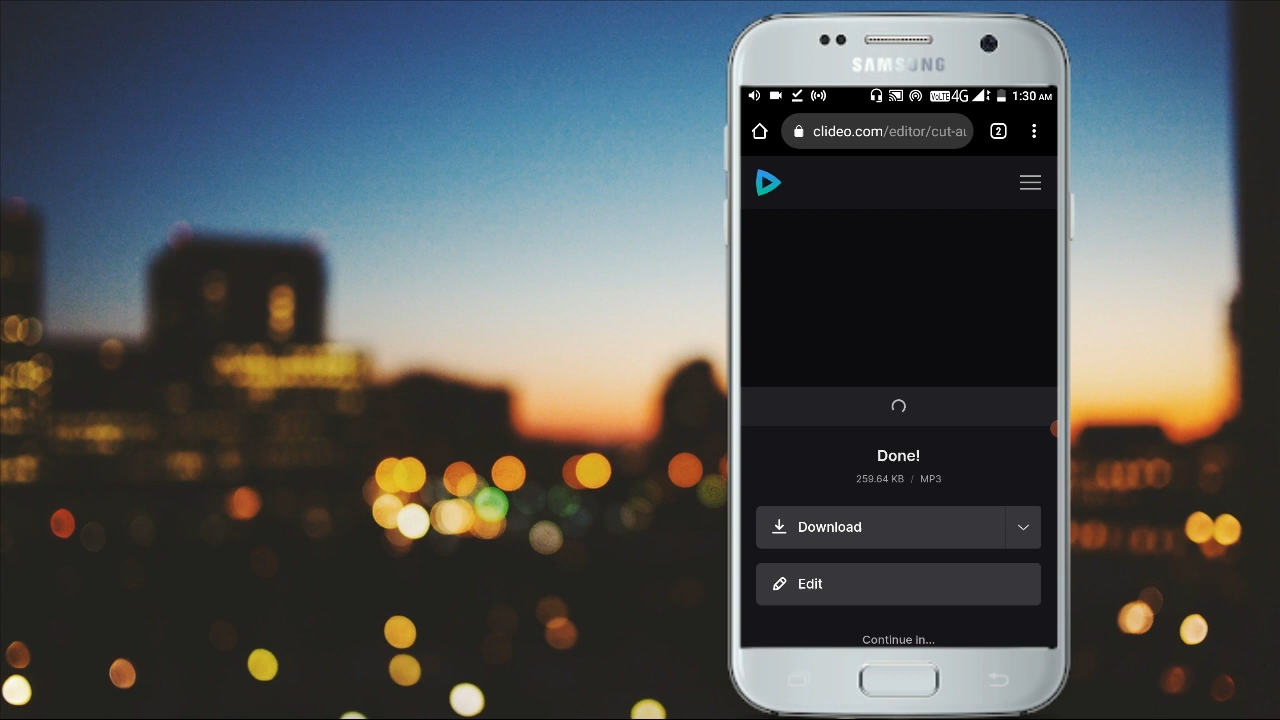 SAMSUNG
VoLTE 4G 1:30 AM
clideo.com/editor/cut-au
2
Done!
259.64 KB / MP3
Download
Edit
Continue in...